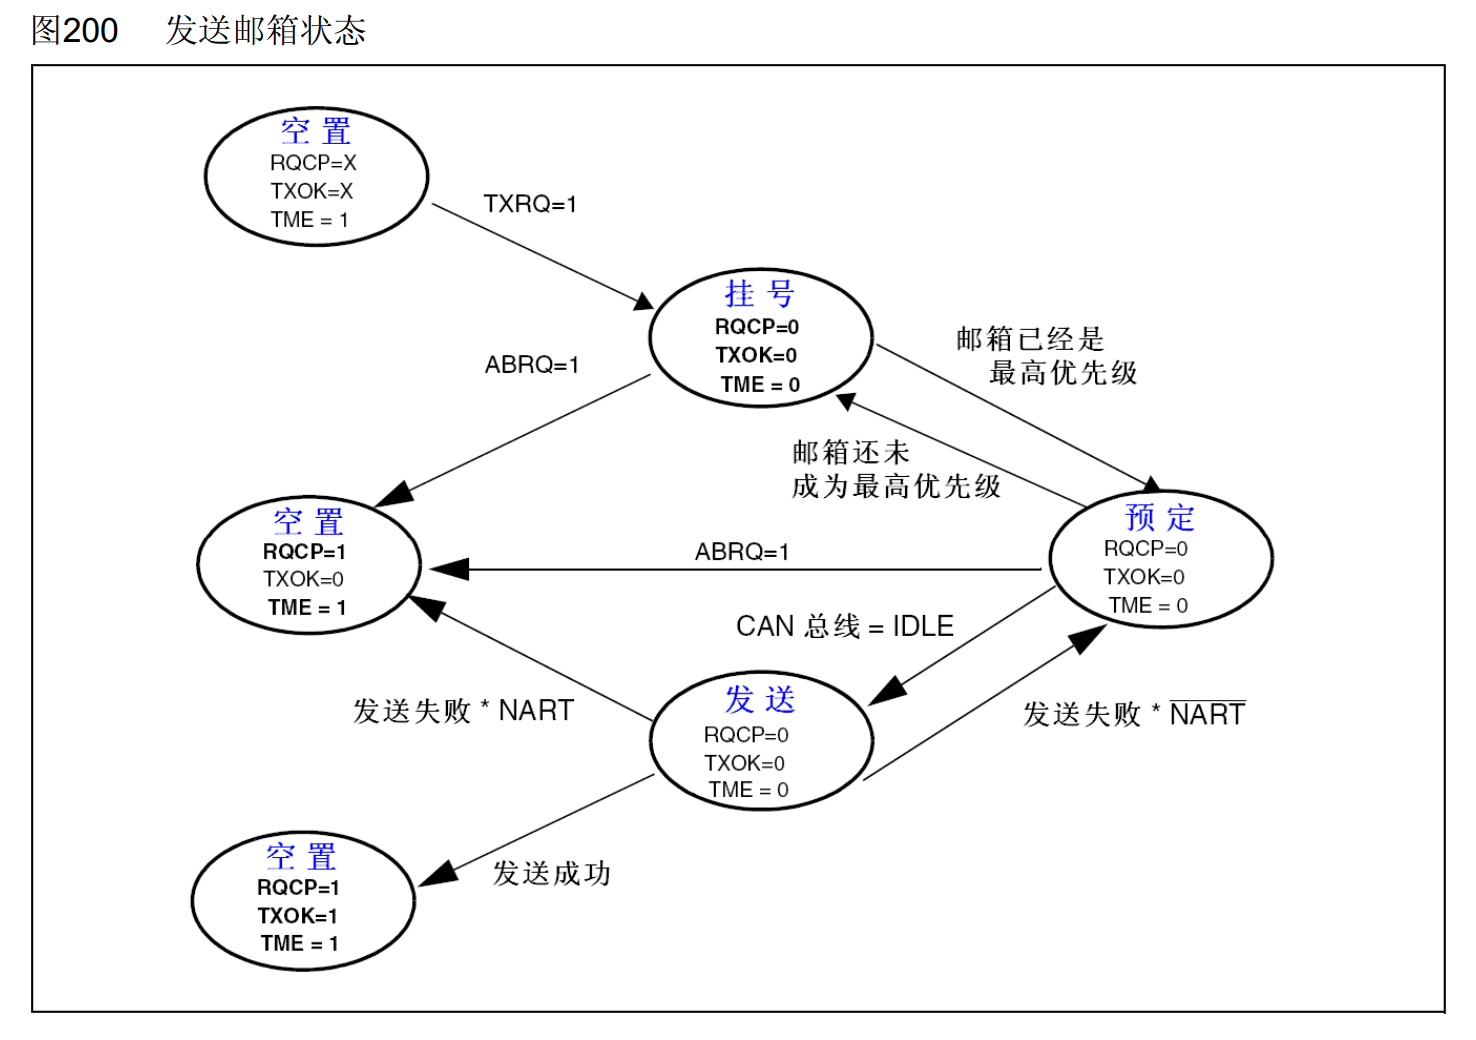 图200 发送邮箱状态
空置
RQCP=X
TXOK=X
TME = 1
TXRQ=1
挂号
RQCP=0
TXOK=0
TME = 0
ABRQ=1
邮箱已经是
最高优先级
邮箱还未
成为最高优先级
空置
RQCP=1
TXOK=0
TME = 1
ABRQ=1
预定
RQCP=0
TXOK=0
TME = 0
CAN 总线 = IDLE
发送失败 * NART
发送
RQCP=0
TXOK=0
TME = 0
发送失败 * N̅A̅R̅T̅
发送成功
空置
RQCP=1
TXOK=1
TME = 1